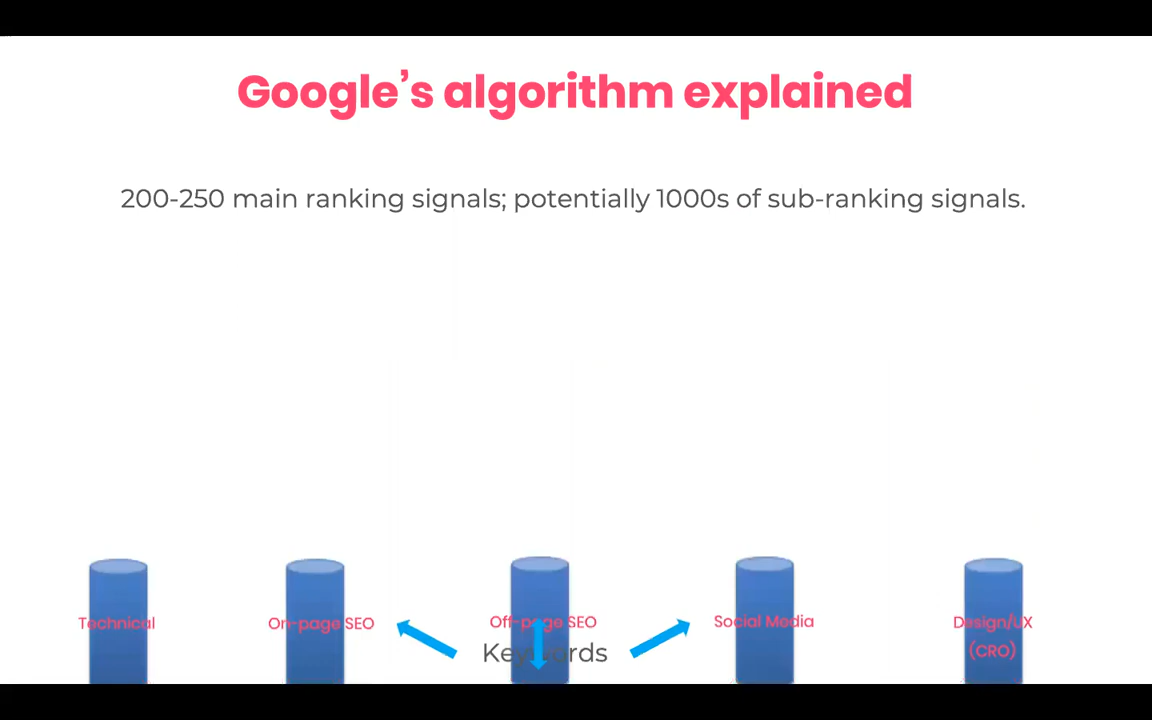 Google’s algorithm explained
200-250 main ranking signals; potentially 1000s of sub-ranking signals.
Technical
On-page SEO
Off-page SEO
Social Media
Design/UX
(CRO)
Keywords